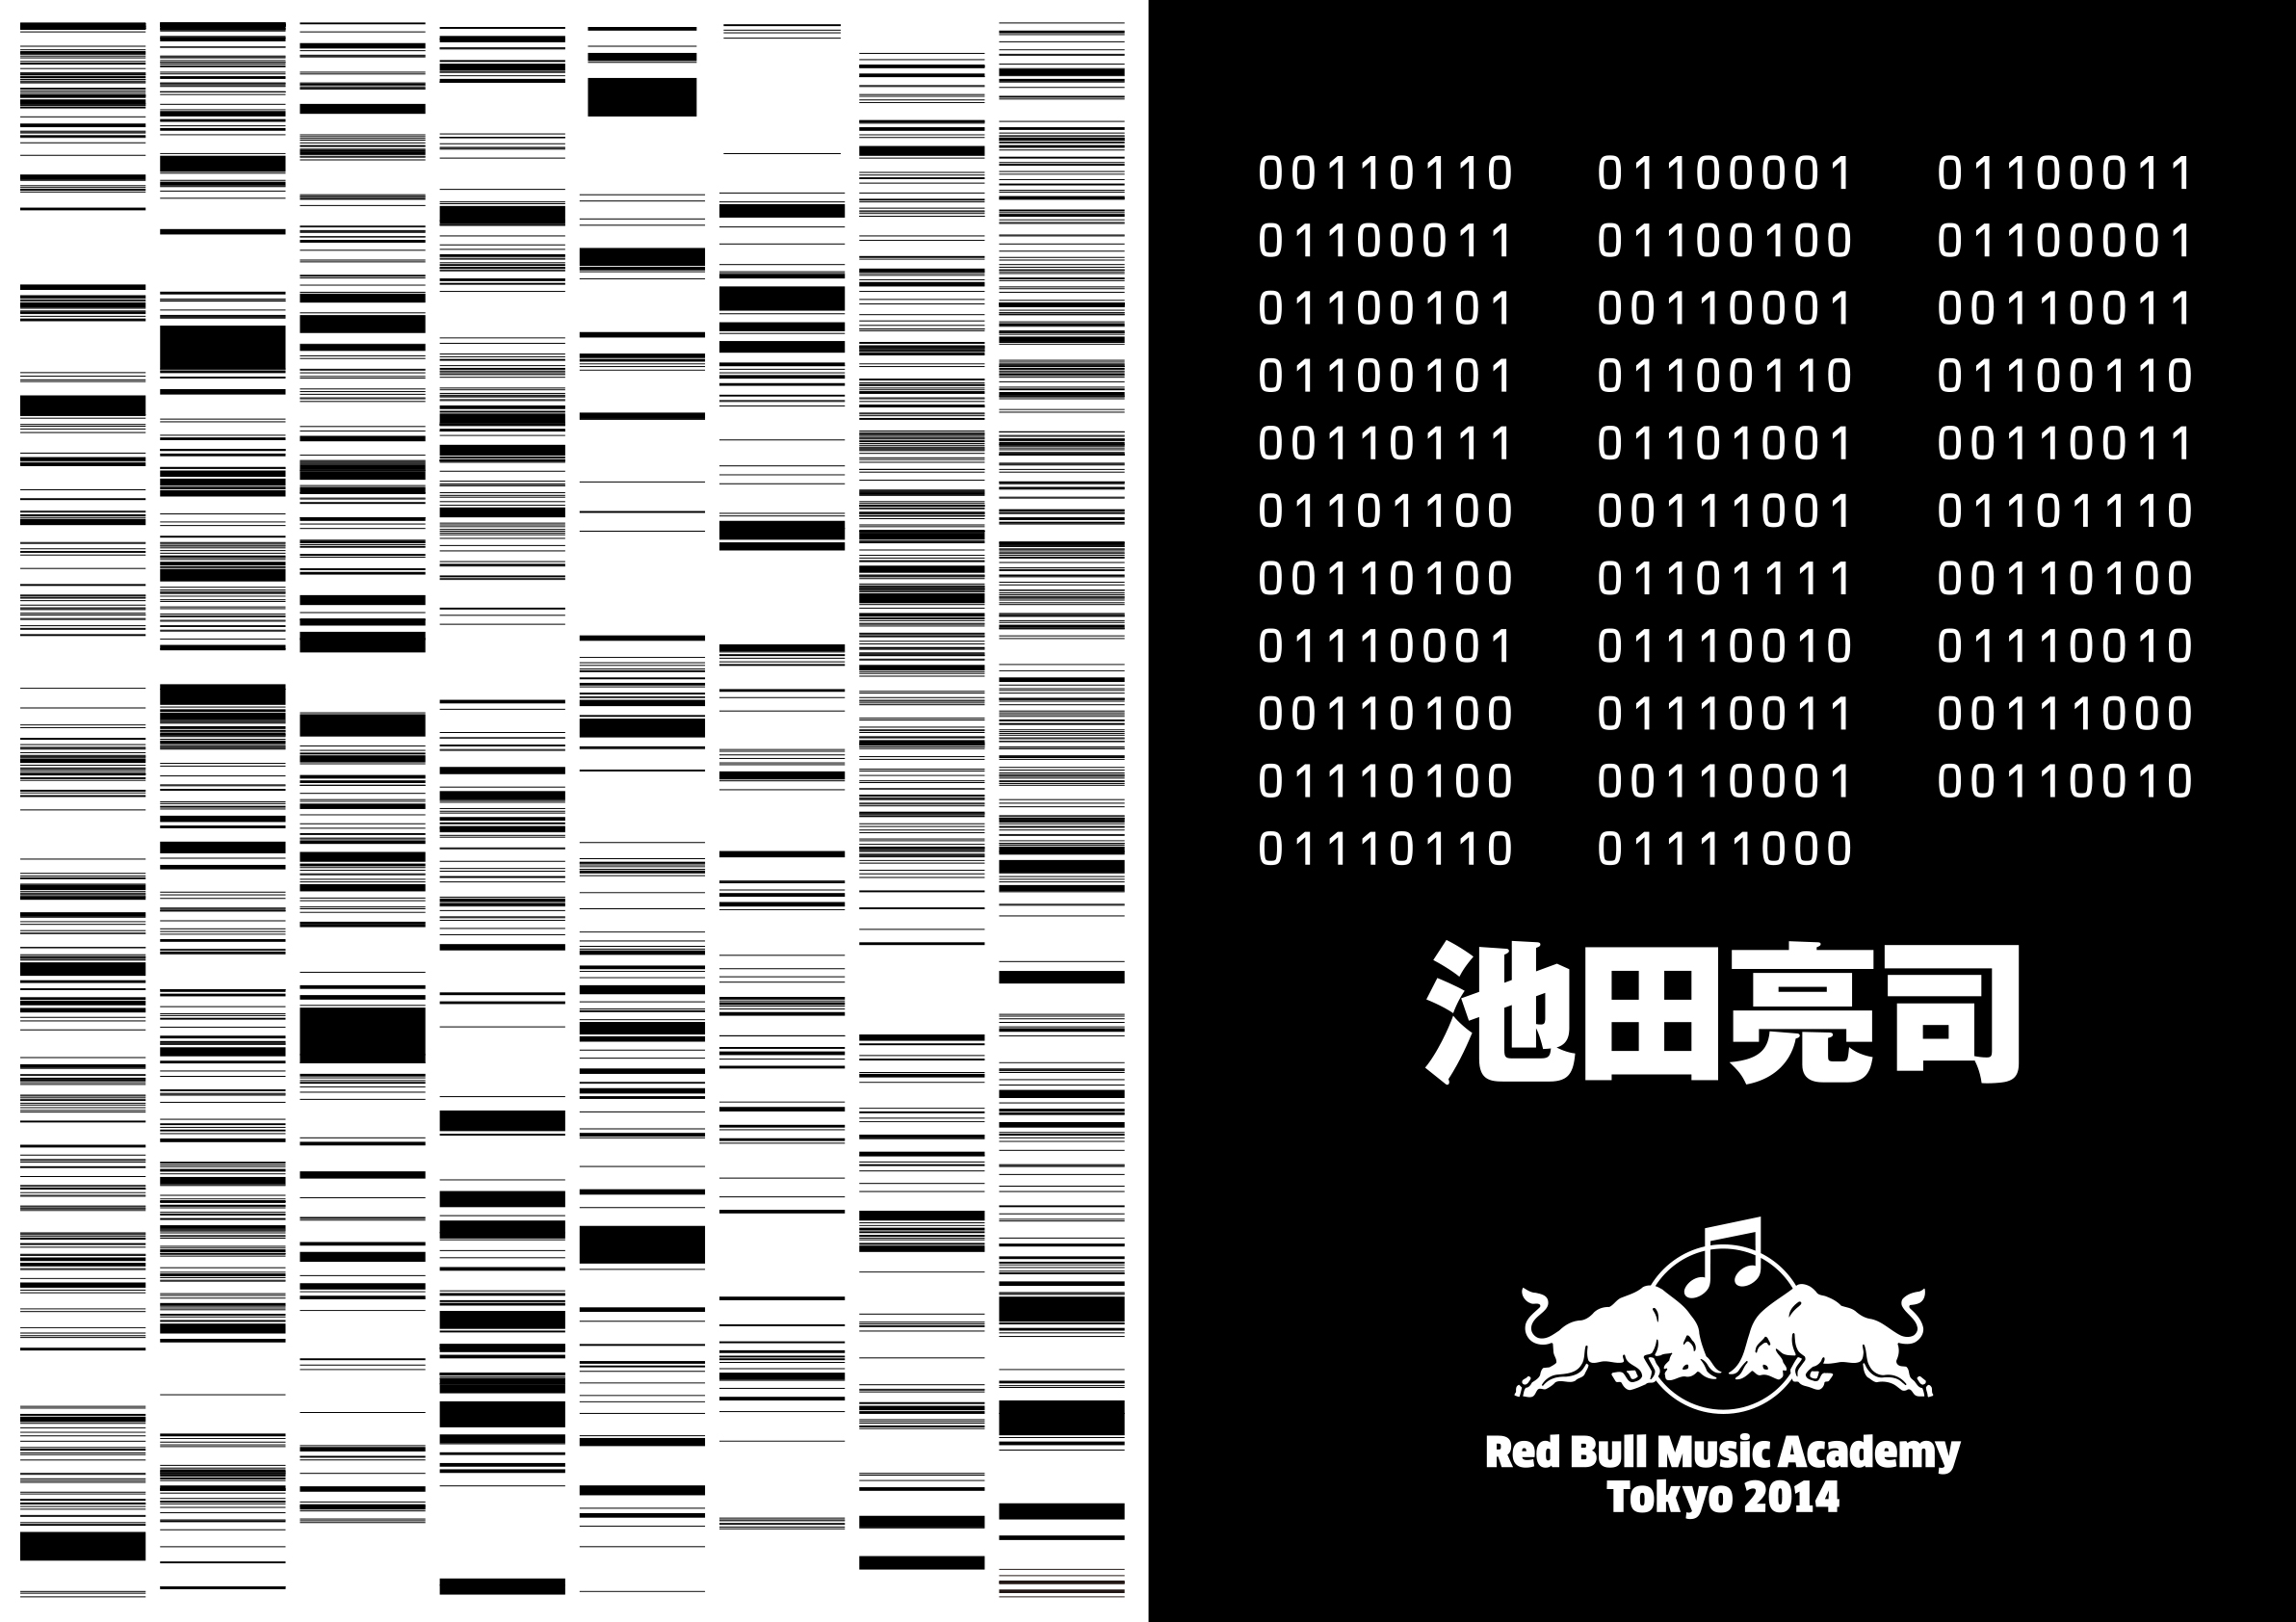 00110110 01100001 01100011
01100011 01100100 01100001
01100101 00110001 00110011
01100101 01100110 01100110
00110111 01101001 00110011
01101100 00111001 01101110
00110100 01101111 00110100
01110001 01110010 01110010
00110100 01110011 00111000
01110100 00110001 00110010
01110110 01111000
池田亮司
Red Bull Music Academy
Tokyo 2014